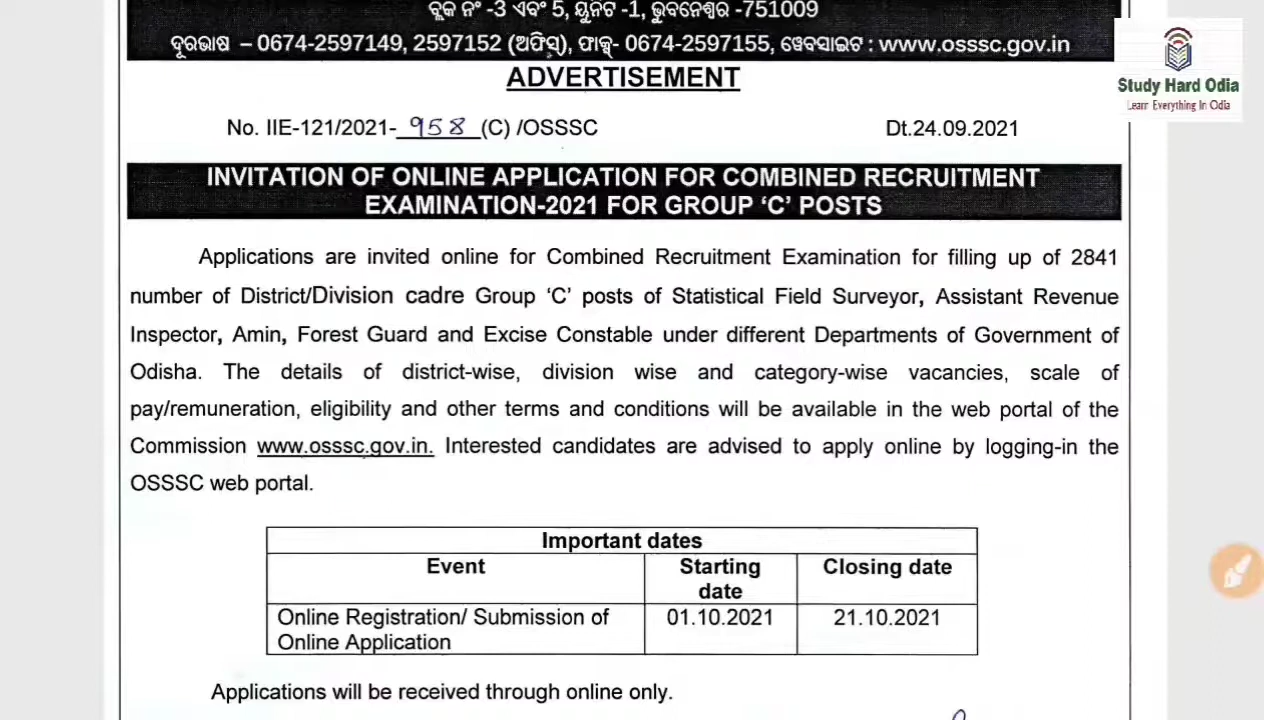 ବ୍ଲକ ନଂ -3 ଏବଂ 5, ୟୁନିଟ -1, ଭୁବନେଶ୍ଵର -751009
ଦୂରଭାଷ – 0674-2597149, 2597152 (ଅଫିସ୍), ଫାକ୍ସ- 0674-2597155, ୱେବସାଇଟ : www.osssc.gov.in
Study Hard Odia
Learn Everything In Odia
ADVERTISEMENT
No. IIE-121/2021- 958 (C) /OSSSC Dt.24.09.2021
INVITATION OF ONLINE APPLICATION FOR COMBINED RECRUITMENT
EXAMINATION-2021 FOR GROUP ‘C’ POSTS
Applications are invited online for Combined Recruitment Examination for filling up of 2841
number of District/Division cadre Group ‘C’ posts of Statistical Field Surveyor, Assistant Revenue
Inspector, Amin, Forest Guard and Excise Constable under different Departments of Government of
Odisha. The details of district-wise, division wise and category-wise vacancies, scale of
pay/remuneration, eligibility and other terms and conditions will be available in the web portal of the
Commission www.osssc.gov.in. Interested candidates are advised to apply online by logging-in the
OSSSC web portal.
Important dates
Event Starting date Closing date
Online Registration/ Submission of Online Application 01.10.2021 21.10.2021
Applications will be received through online only.